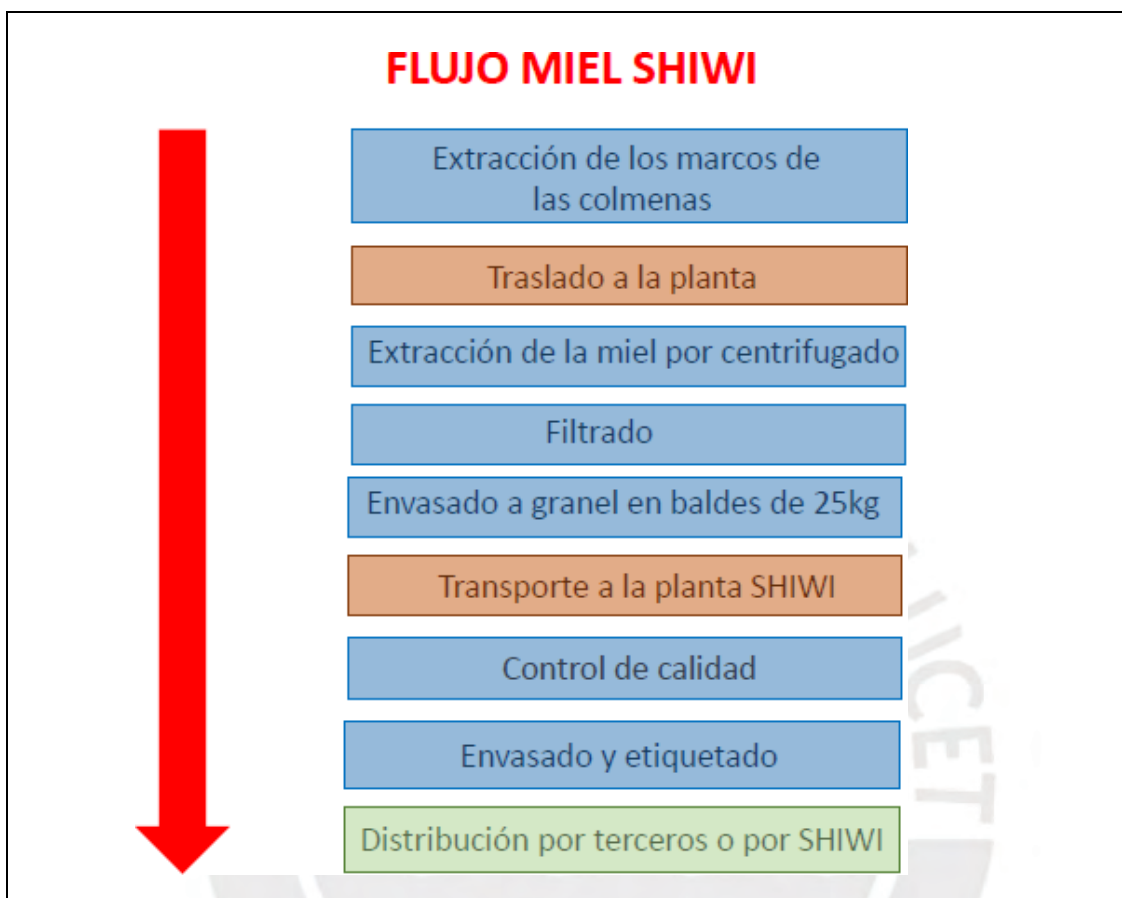 FLUJO MIEL SHIWI
Extracción de los marcos de
las colmenas
Traslado a la planta
Extracción de la miel por centrifugado
Filtrado
Envasado a granel en baldes de 25kg
Transporte a la planta SHIWI
Control de calidad
Envasado y etiquetado
Distribución por terceros o por SHIWI